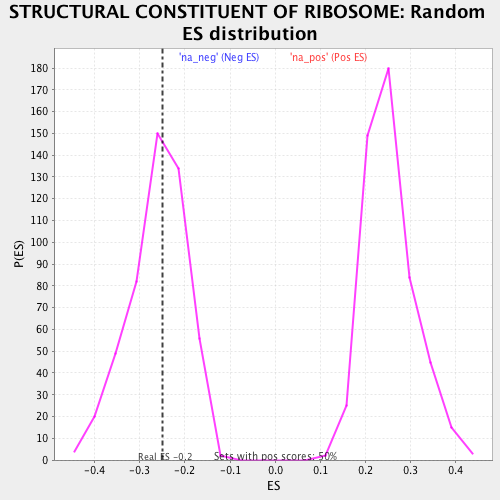 STRUCTURAL CONSTITUENT OF RIBOSOME: Random
ES distribution
'na_neg' (Neg ES) 'na_pos' (Pos ES)
180
170
160
150
140
130
120
110
100
90
80
70
60
50
40
30
20
10
0
P(ES)
Real ES -0.2 Sets with pos scores: 50%
-0.4 -0.3 -0.2 -0.1 0.0 0.1 0.2 0.3 0.4
ES